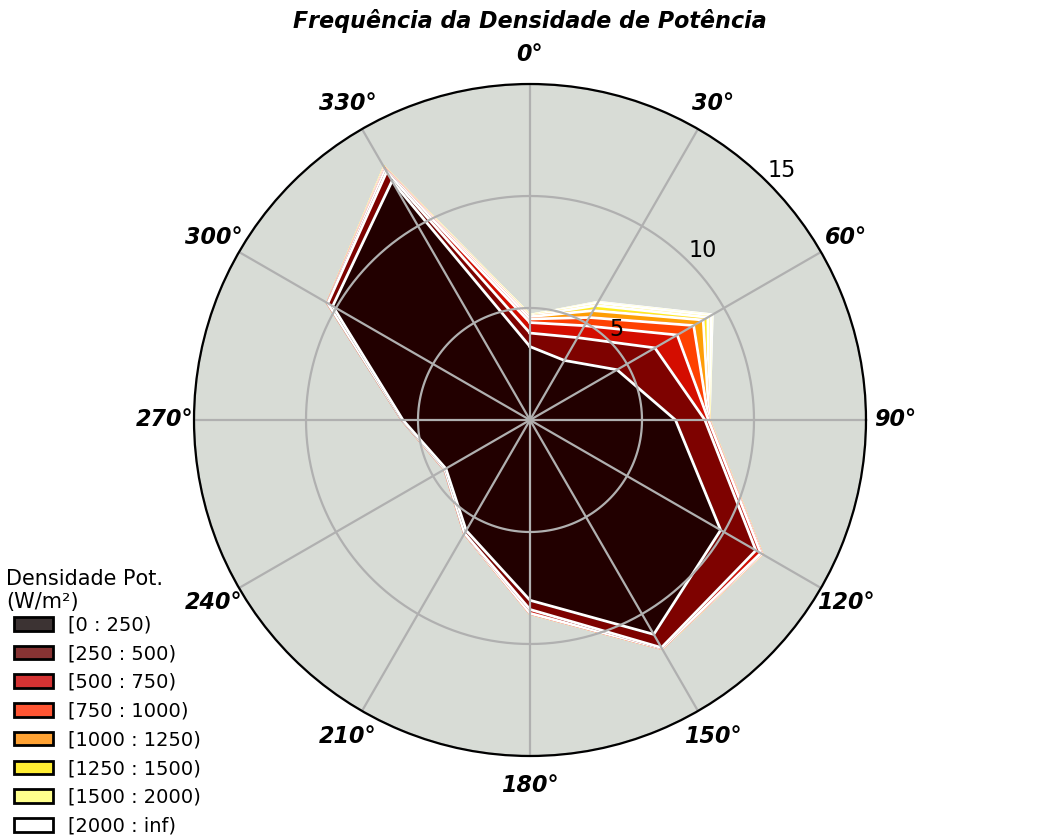 Frequência da Densidade de Potência
0°
330°
30°
15
300°
60°
10
5
270°
90°
240°
120°
210°
150°
180°
Densidade Pot.
(W/m²)
[0 : 250)
[250 : 500)
[500 : 750)
[750 : 1000)
[1000 : 1250)
[1250 : 1500)
[1500 : 2000)
[2000 : inf)